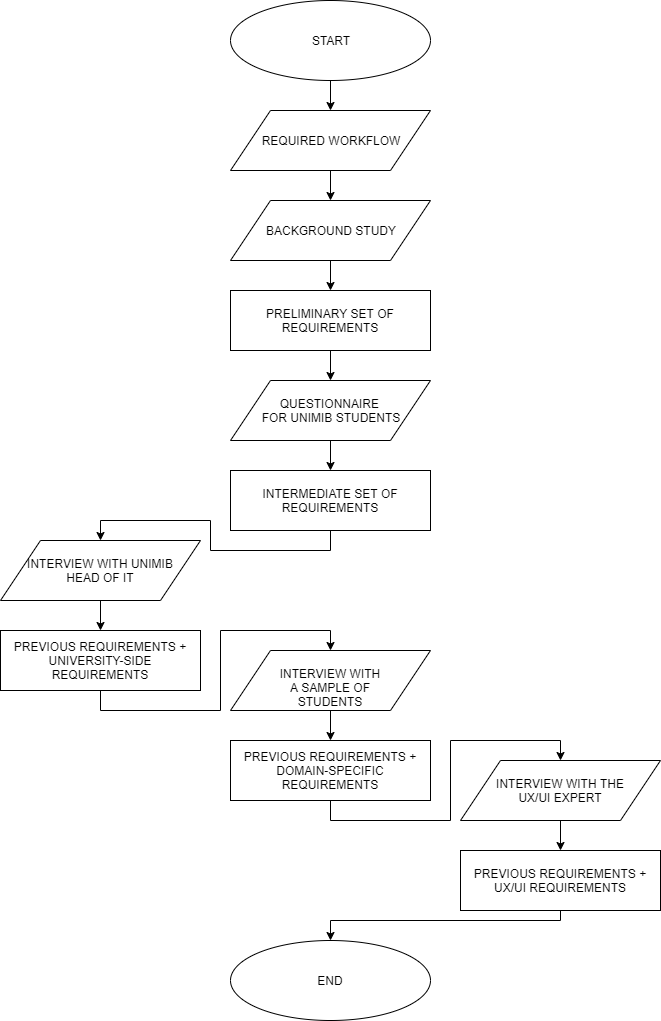 START
REQUIRED WORKFLOW
BACKGROUND STUDY
PRELIMINARY SET OF
REQUIREMENTS
QUESTIONNAIRE
FOR UNIMIB STUDENTS
INTERMEDIATE SET OF
REQUIREMENTS
INTERVIEW WITH UNIMIB
HEAD OF IT
PREVIOUS REQUIREMENTS +
UNIVERSITY-SIDE
REQUIREMENTS
INTERVIEW WITH
A SAMPLE OF
STUDENTS
PREVIOUS REQUIREMENTS +
DOMAIN-SPECIFIC
REQUIREMENTS
INTERVIEW WITH THE
UX/UI EXPERT
PREVIOUS REQUIREMENTS +
UX/UI REQUIREMENTS
END